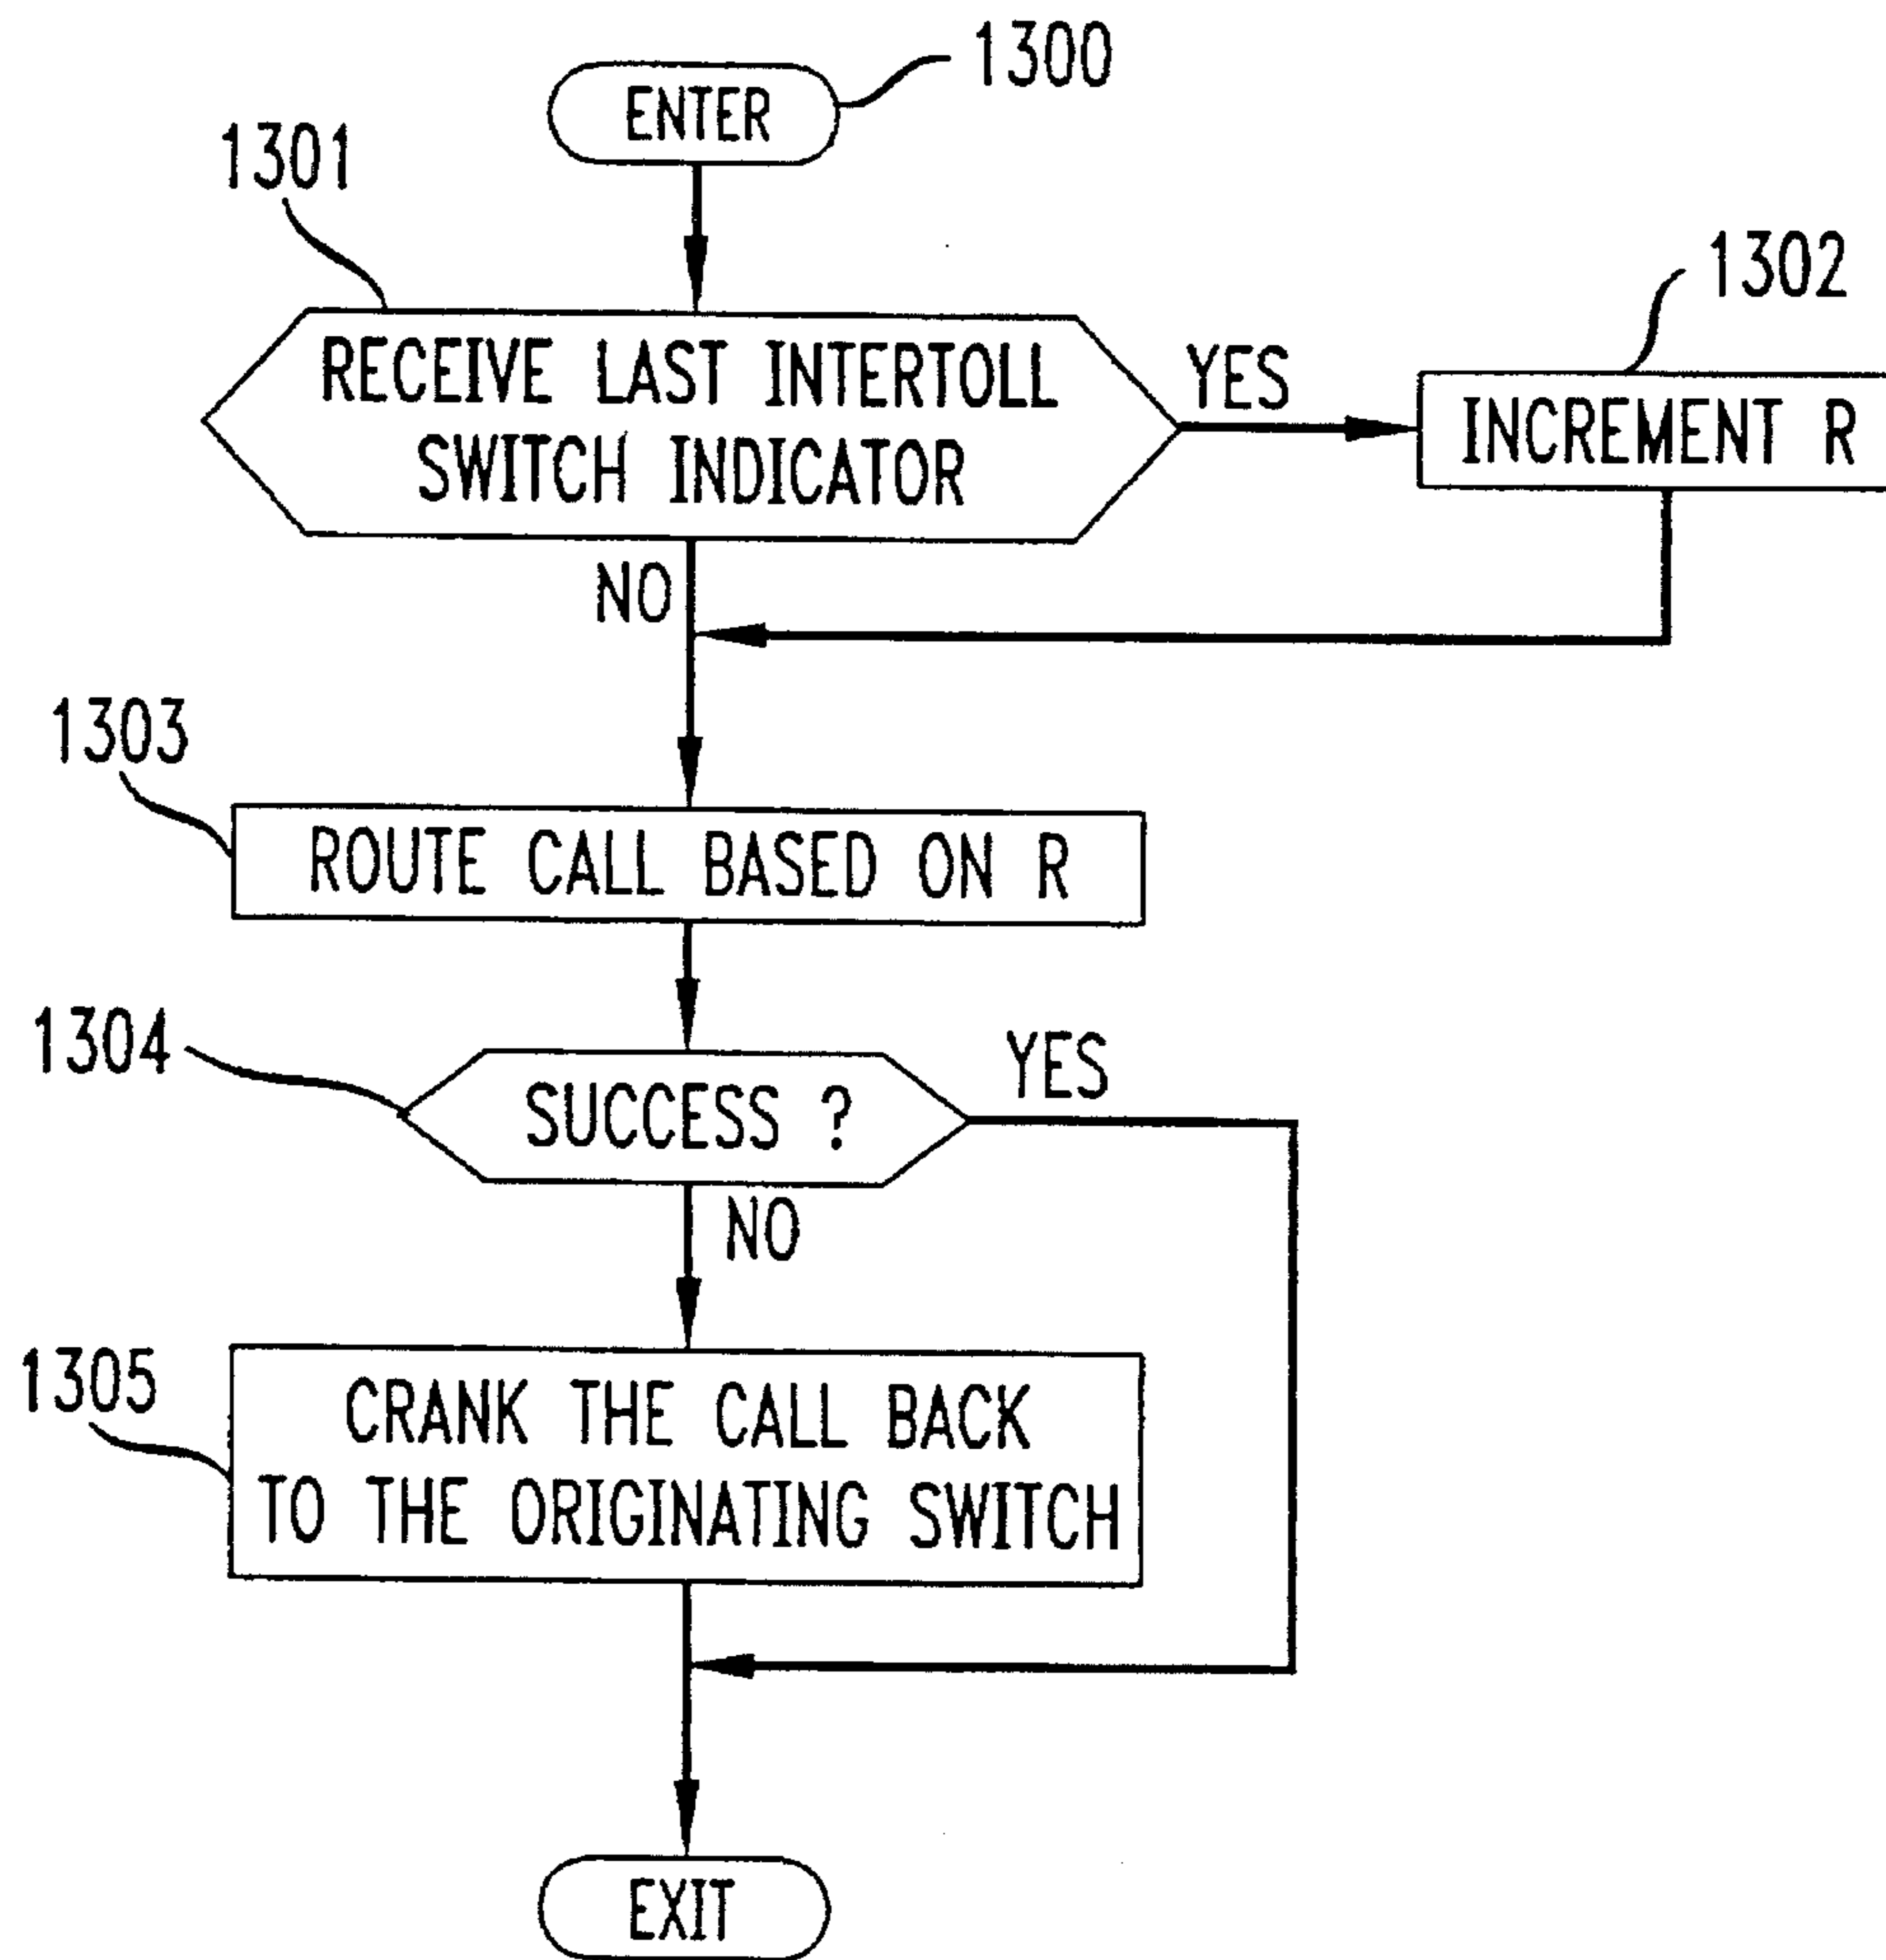 1300
ENTER
1301
RECEIVE LAST INTERTOLL
SWITCH INDICATOR
YES
1302
INCREMENT R
NO
1303
ROUTE CALL BASED ON R
1304
SUCCESS ?
YES
NO
1305
CRANK THE CALL BACK
TO THE ORIGINATING SWITCH
EXIT